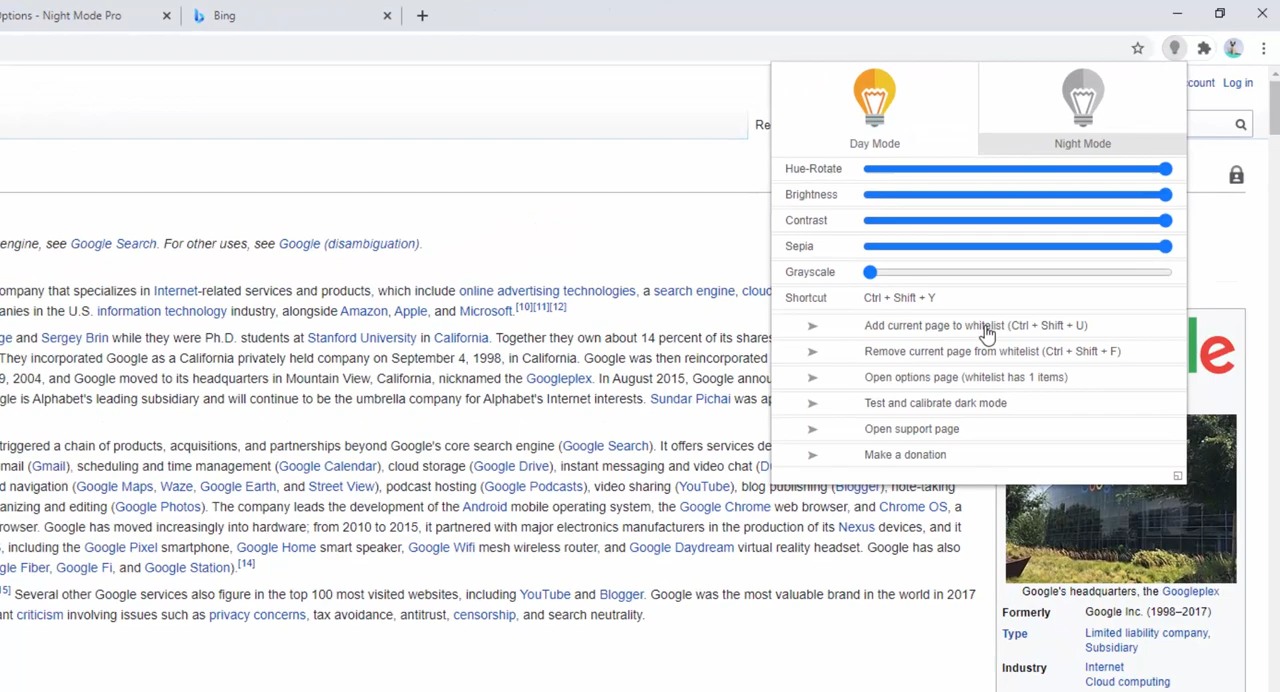 ptions - Night Mode Pro
Bing
count Log in
Re
Day Mode
Night Mode
Hue-Rotate
Brightness
Contrast
Sepia
Grayscale
Shortcut Ctrl + Shift + Y
Add current page to whitelist (Ctrl + Shift + U)
Remove current page from whitelist (Ctrl + Shift + F)
Open options page (whitelist has 1 items)
Test and calibrate dark mode
Open support page
Make a donation
engine, see Google Search. For other uses, see Google (disambiguation).
ompany that specializes in Internet-related services and products, which include online advertising technologies, a search engine, cloud
anies in the U.S. information technology industry, alongside Amazon, Apple, and Microsoft.[10][11][12]
ge and Sergey Brin while they were Ph.D. students at Stanford University in California. Together they own about 14 percent of its shares
They incorporated Google as a California privately held company on September 4, 1998, in California. Google was then reincorporated
9, 2004, and Google moved to its headquarters in Mountain View, California, nicknamed the Googleplex. In August 2015, Google annou
gle is Alphabet's leading subsidiary and will continue to be the umbrella company for Alphabet's Internet interests. Sundar Pichai was ap
triggered a chain of products, acquisitions, and partnerships beyond Google's core search engine (Google Search). It offers services de
mail (Gmail), scheduling and time management (Google Calendar), cloud storage (Google Drive), instant messaging and video chat (D
d navigation (Google Maps, Waze, Google Earth, and Street View), podcast hosting (Google Podcasts), video sharing (YouTube), blog publishing (Blogger), note-taking
anizing and editing (Google Photos). The company leads the development of the Android mobile operating system, the Google Chrome web browser, and Chrome OS, a
rowser. Google has moved increasingly into hardware; from 2010 to 2015, it partnered with major electronics manufacturers in the production of its Nexus devices, and it
, including the Google Pixel smartphone, Google Home smart speaker, Google Wifi mesh wireless router, and Google Daydream virtual reality headset. Google has also
gle Fiber, Google Fi, and Google Station).[14]
15] Several other Google services also figure in the top 100 most visited websites, including YouTube and Blogger. Google was the most valuable brand in the world in 2017
ant criticism involving issues such as privacy concerns, tax avoidance, antitrust, censorship, and search neutrality.
le
Google's headquarters, the Googleplex
Formerly Google Inc. (1998–2017)
Type Limited liability company,
Subsidiary
Industry Internet
Cloud computing